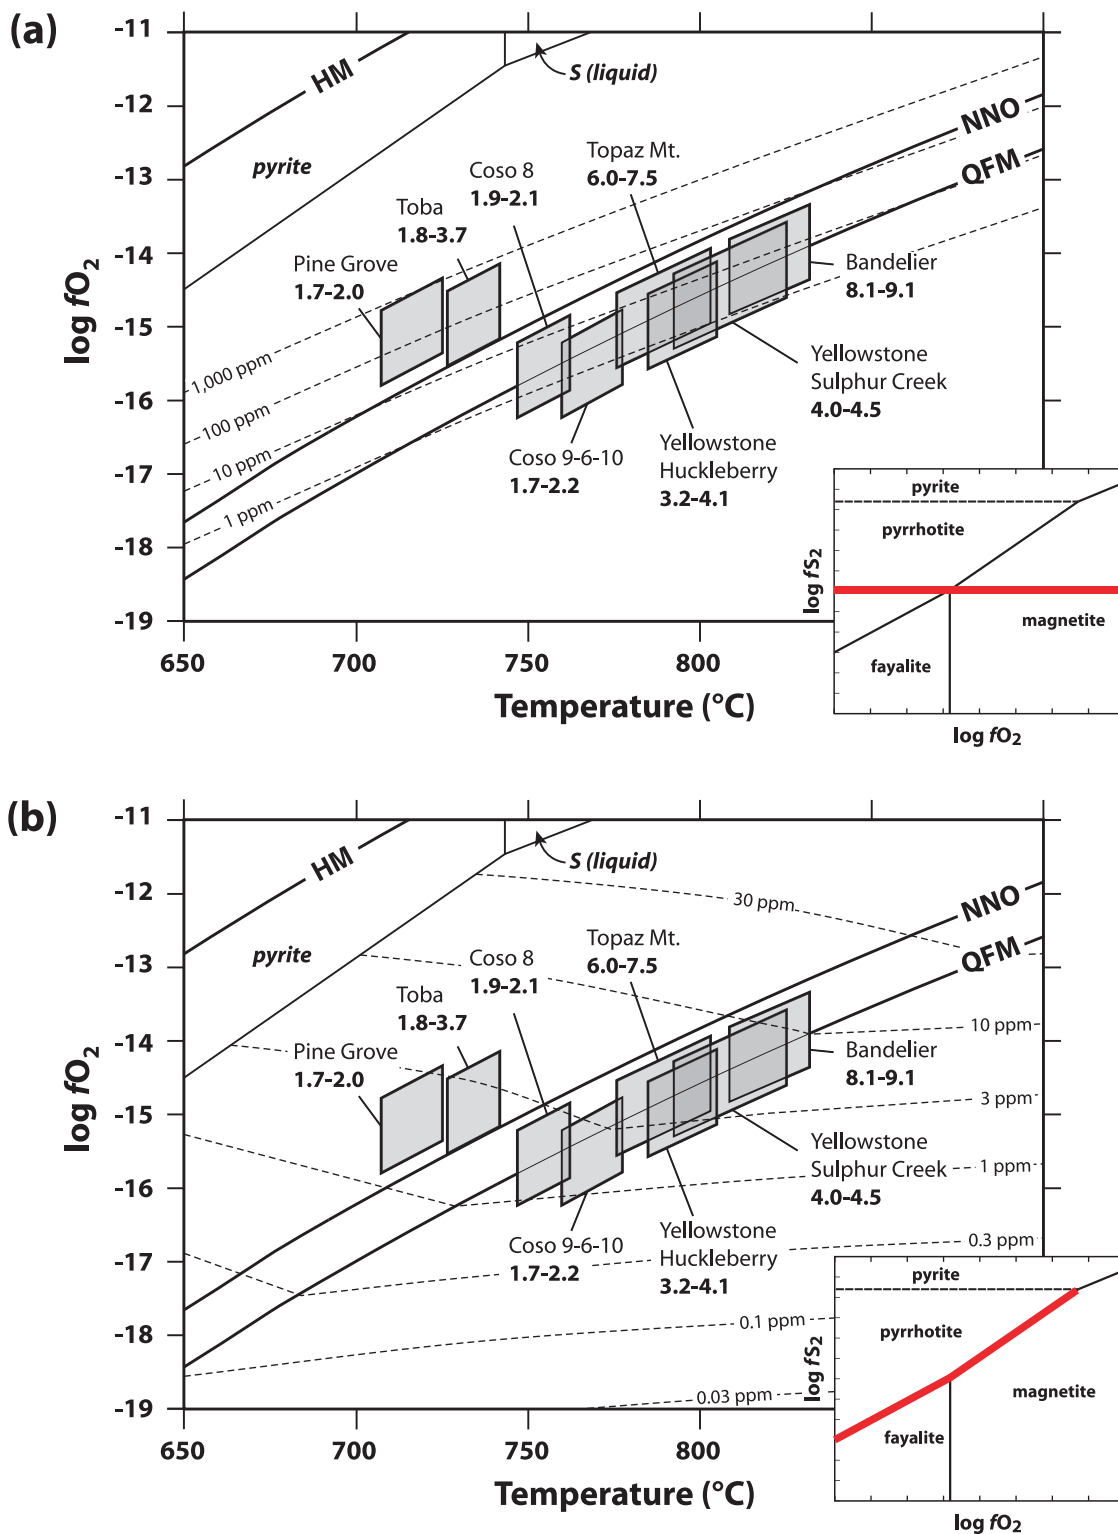 (a)
-11
-12
-13
-14
-15
-16
-17
-18
-19
log fO2
HM
S (liquid)
pyrite
NNO
QFM
Topaz Mt.
6.0-7.5
Coso 8
1.9-2.1
Toba
1.8-3.7
Pine Grove
1.7-2.0
Bandelier
8.1-9.1
Yellowstone
Sulphur Creek
4.0-4.5
Yellowstone
Huckleberry
3.2-4.1
Coso 9-6-10
1.7-2.2
1,000 ppm
100 ppm
10 ppm
1 ppm
650
700
750
800
Temperature (°C)
pyrite
pyrrhotite
magnetite
fayalite
log fS2
log fO2
(b)
-11
-12
-13
-14
-15
-16
-17
-18
-19
log fO2
HM
S (liquid)
pyrite
30 ppm
NNO
QFM
Topaz Mt.
6.0-7.5
Coso 8
1.9-2.1
Toba
1.8-3.7
Pine Grove
1.7-2.0
10 ppm
Bandelier
8.1-9.1
3 ppm
Yellowstone
Sulphur Creek
4.0-4.5
1 ppm
Yellowstone
Huckleberry
3.2-4.1
Coso 9-6-10
1.7-2.2
0.3 ppm
0.1 ppm
0.03 ppm
650
700
750
800
Temperature (°C)
pyrite
pyrrhotite
magnetite
fayalite
log fS2
log fO2